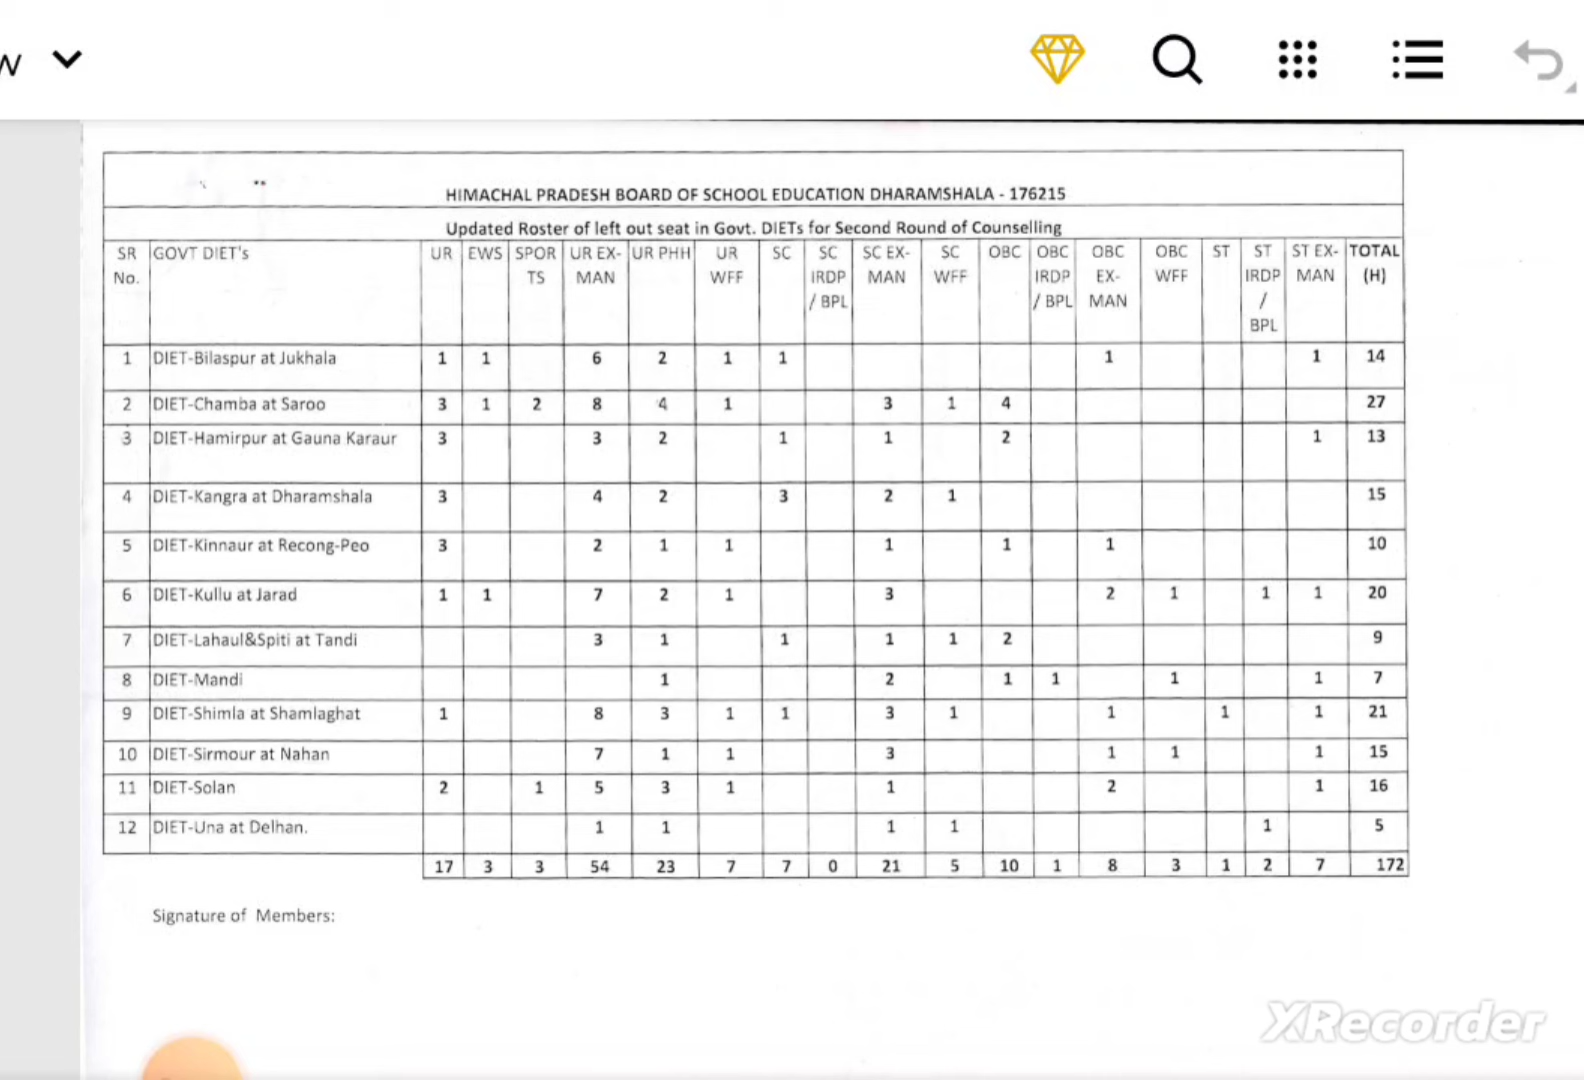 HIMACHAL PRADESH BOARD OF SCHOOL EDUCATION DHARAMSHALA - 176215
Updated Roster of left out seat in Govt. DIETs for Second Round of Counselling
SR No. GOVT DIET's UR EWS SPORTS UR EX-MAN UR PHH UR WFF SC SC IRDP / BPL SC EX-MAN SC WFF OBC OBC IRDP / BPL OBC EX-MAN OBC WFF ST ST IRDP / BPL ST EX-MAN TOTAL (H)
1 DIET-Bilaspur at Jukhala 1 1 6 2 1 1 1 1 14
2 DIET-Chamba at Saroo 3 1 2 8 4 1 3 1 4 27
3 DIET-Hamirpur at Gauna Karaur 3 3 2 1 1 2 1 13
4 DIET-Kangra at Dharamshala 3 4 2 3 2 1 15
5 DIET-Kinnaur at Recong-Peo 3 2 1 1 1 1 1 10
6 DIET-Kullu at Jarad 1 1 7 2 1 3 2 1 1 1 20
7 DIET-Lahaul&Spiti at Tandi 3 1 1 1 1 2 9
8 DIET-Mandi 1 2 1 1 1 1 7
9 DIET-Shimla at Shamlaghat 1 8 3 1 1 3 1 1 1 1 21
10 DIET-Sirmour at Nahan 7 1 1 3 1 1 1 15
11 DIET-Solan 2 1 5 3 1 1 2 1 16
12 DIET-Una at Delhan. 1 1 1 1 1 5
17 3 3 54 23 7 7 0 21 5 10 1 8 3 1 2 7 172
Signature of Members:
XRecorder